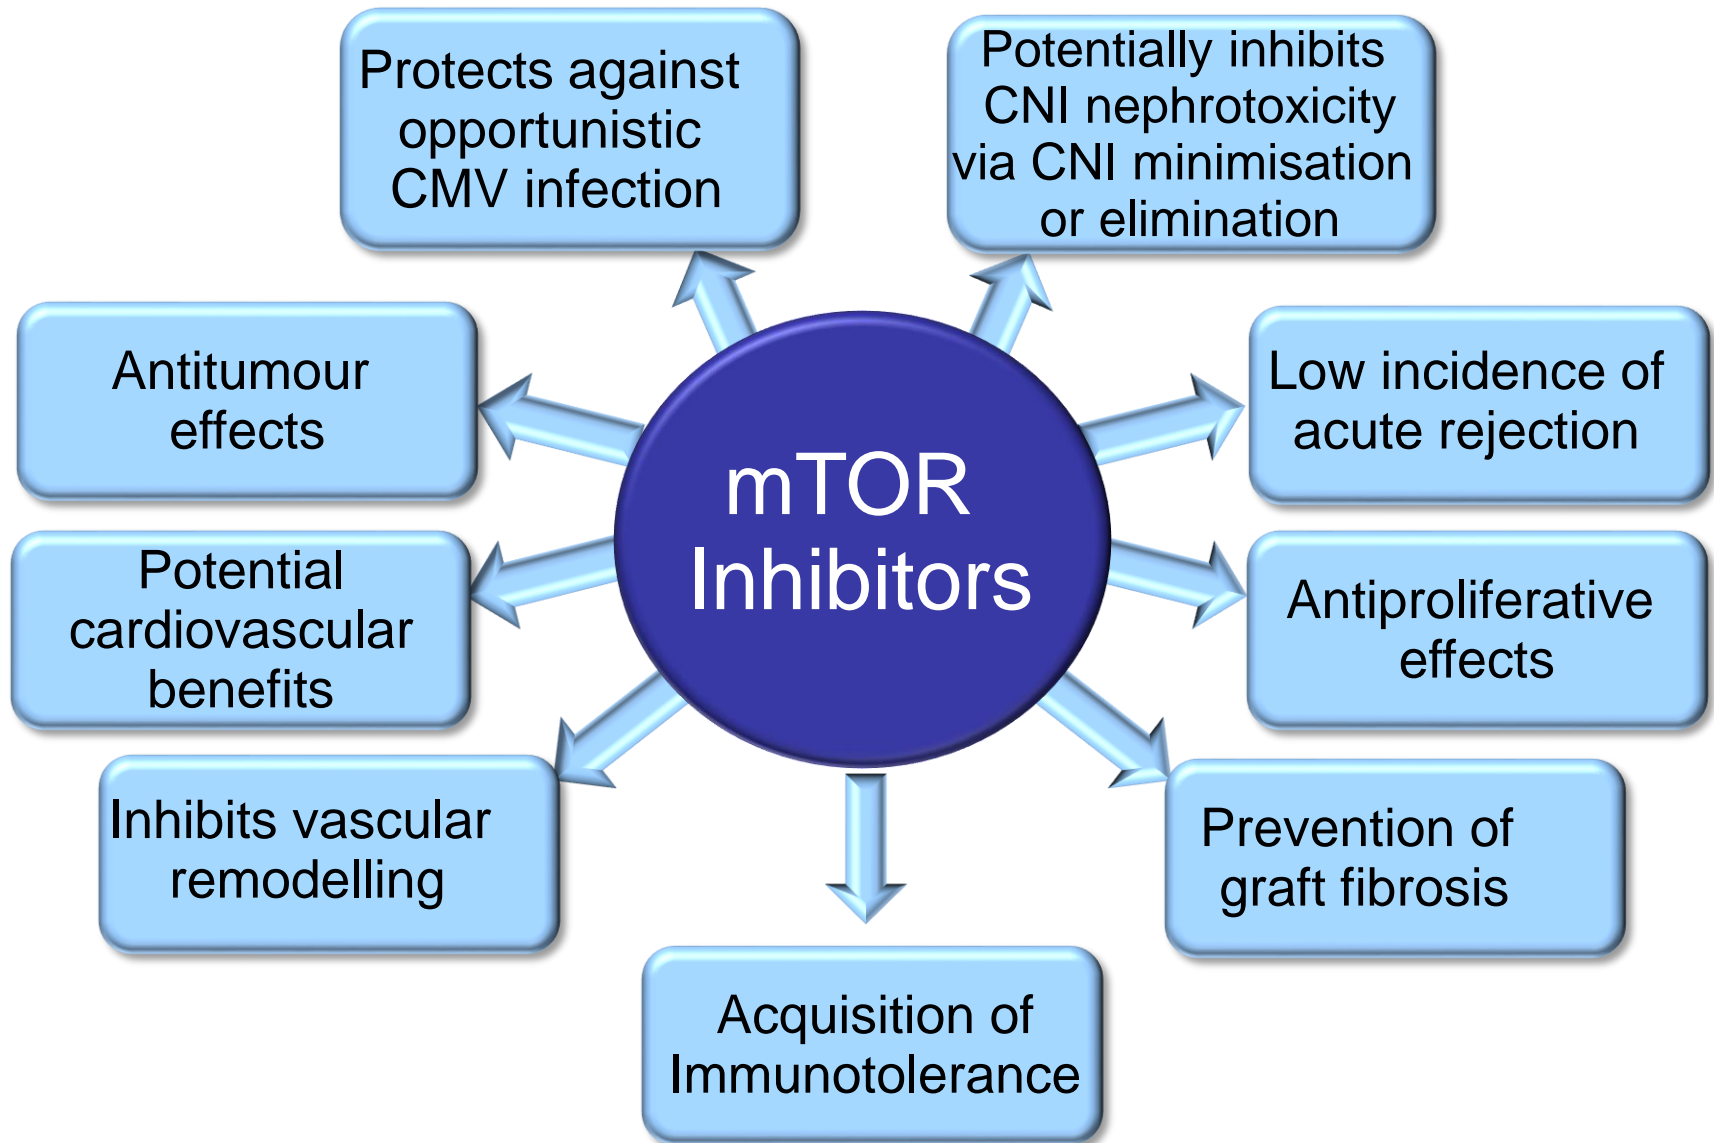 Protects against
opportunistic
CMV infection
Potentially inhibits
CNI nephrotoxicity
via CNI minimisation
or elimination
Antitumour
effects
Low incidence of
acute rejection
mTOR
Inhibitors
Potential
cardiovascular
benefits
Antiproliferative
effects
Inhibits vascular
remodelling
Prevention of
graft fibrosis
Acquisition of
Immunotolerance